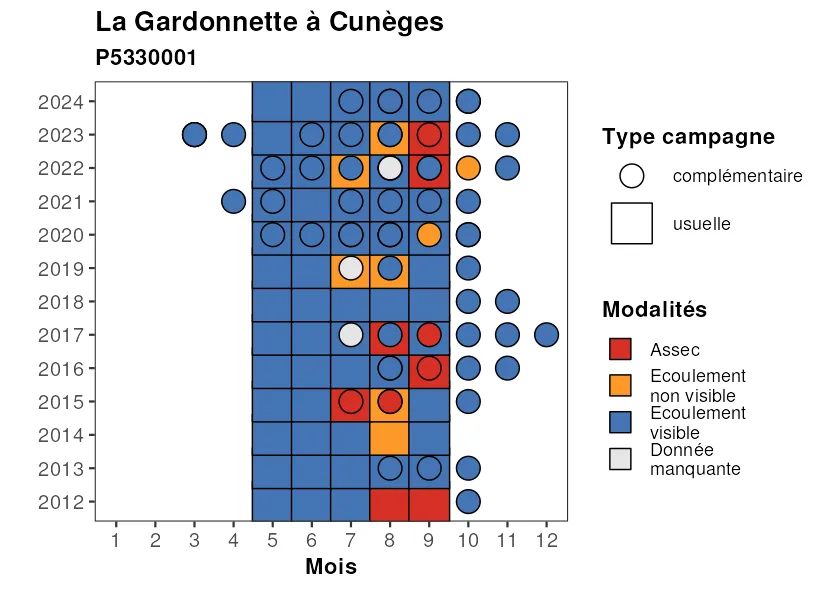 La Gardonnette à Cunèges
P5330001
2024
2023
2022
2021
2020
2019
2018
2017
2016
2015
2014
2013
2012
1 2 3 4 5 6 7 8 9 10 11 12
Mois
Type campagne
complémentaire
usuelle
Modalités
Assec
Ecoulement
non visible
Ecoulement
visible
Donnée
manquante